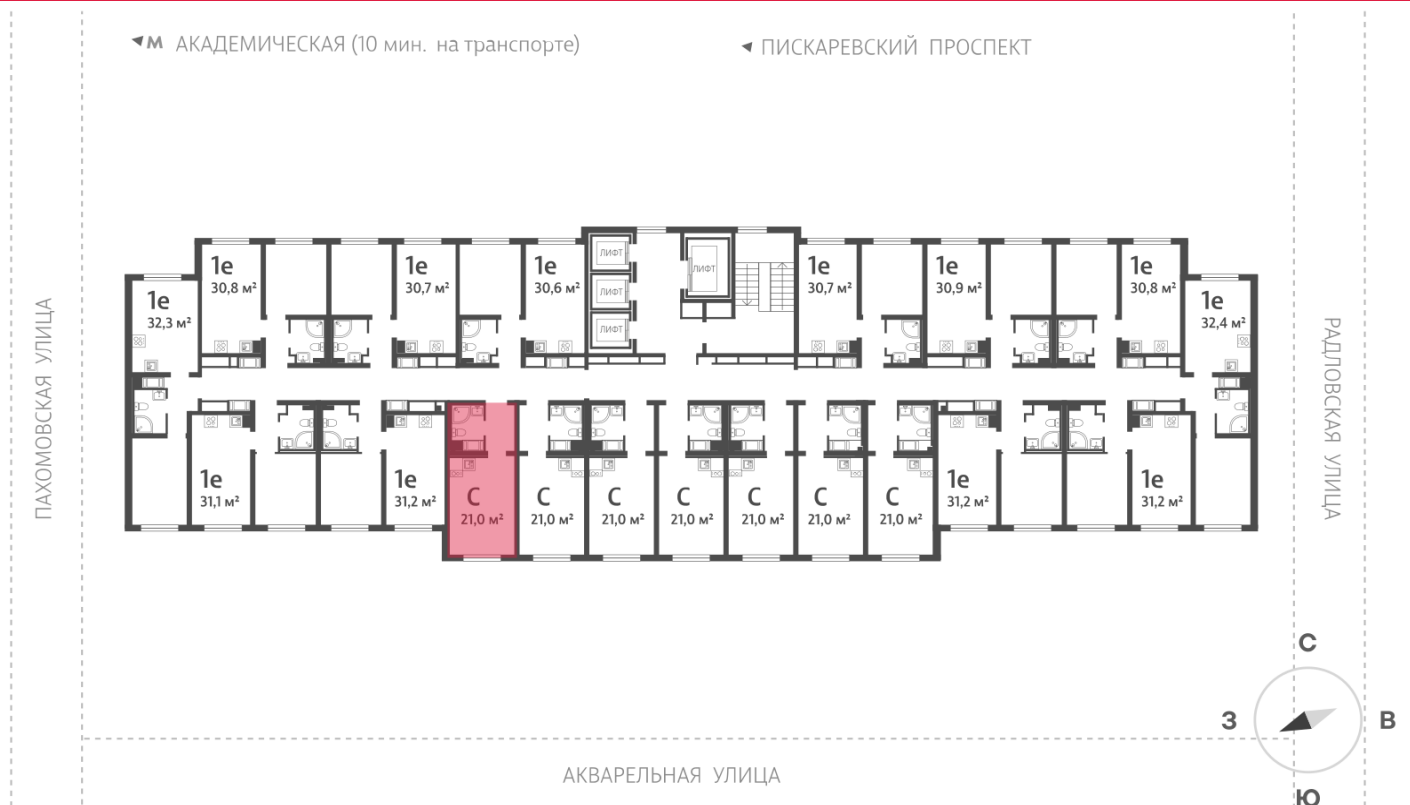 М АКАДЕМИЧЕСКАЯ (10 мин. на транспорте)
ПИСКАРЕВСКИЙ ПРОСПЕКТ
ПАХОМОВСКАЯ УЛИЦА
РАДЛОВСКАЯ УЛИЦА
1е
32,3 м²
1е
30,8 м²
1е
30,7 м²
1е
30,6 м²
ЛИФТ
ЛИФТ
ЛИФТ
ЛИФТ
1е
30,7 м²
1е
30,9 м²
1е
30,8 м²
1е
32,4 м²
1е
31,1 м²
1е
31,2 м²
С
21,0 м²
С
21,0 м²
С
21,0 м²
С
21,0 м²
С
21,0 м²
С
21,0 м²
С
21,0 м²
1е
31,2 м²
1е
31,2 м²
С
З
В
Ю
АКВАРЕЛЬНАЯ УЛИЦА